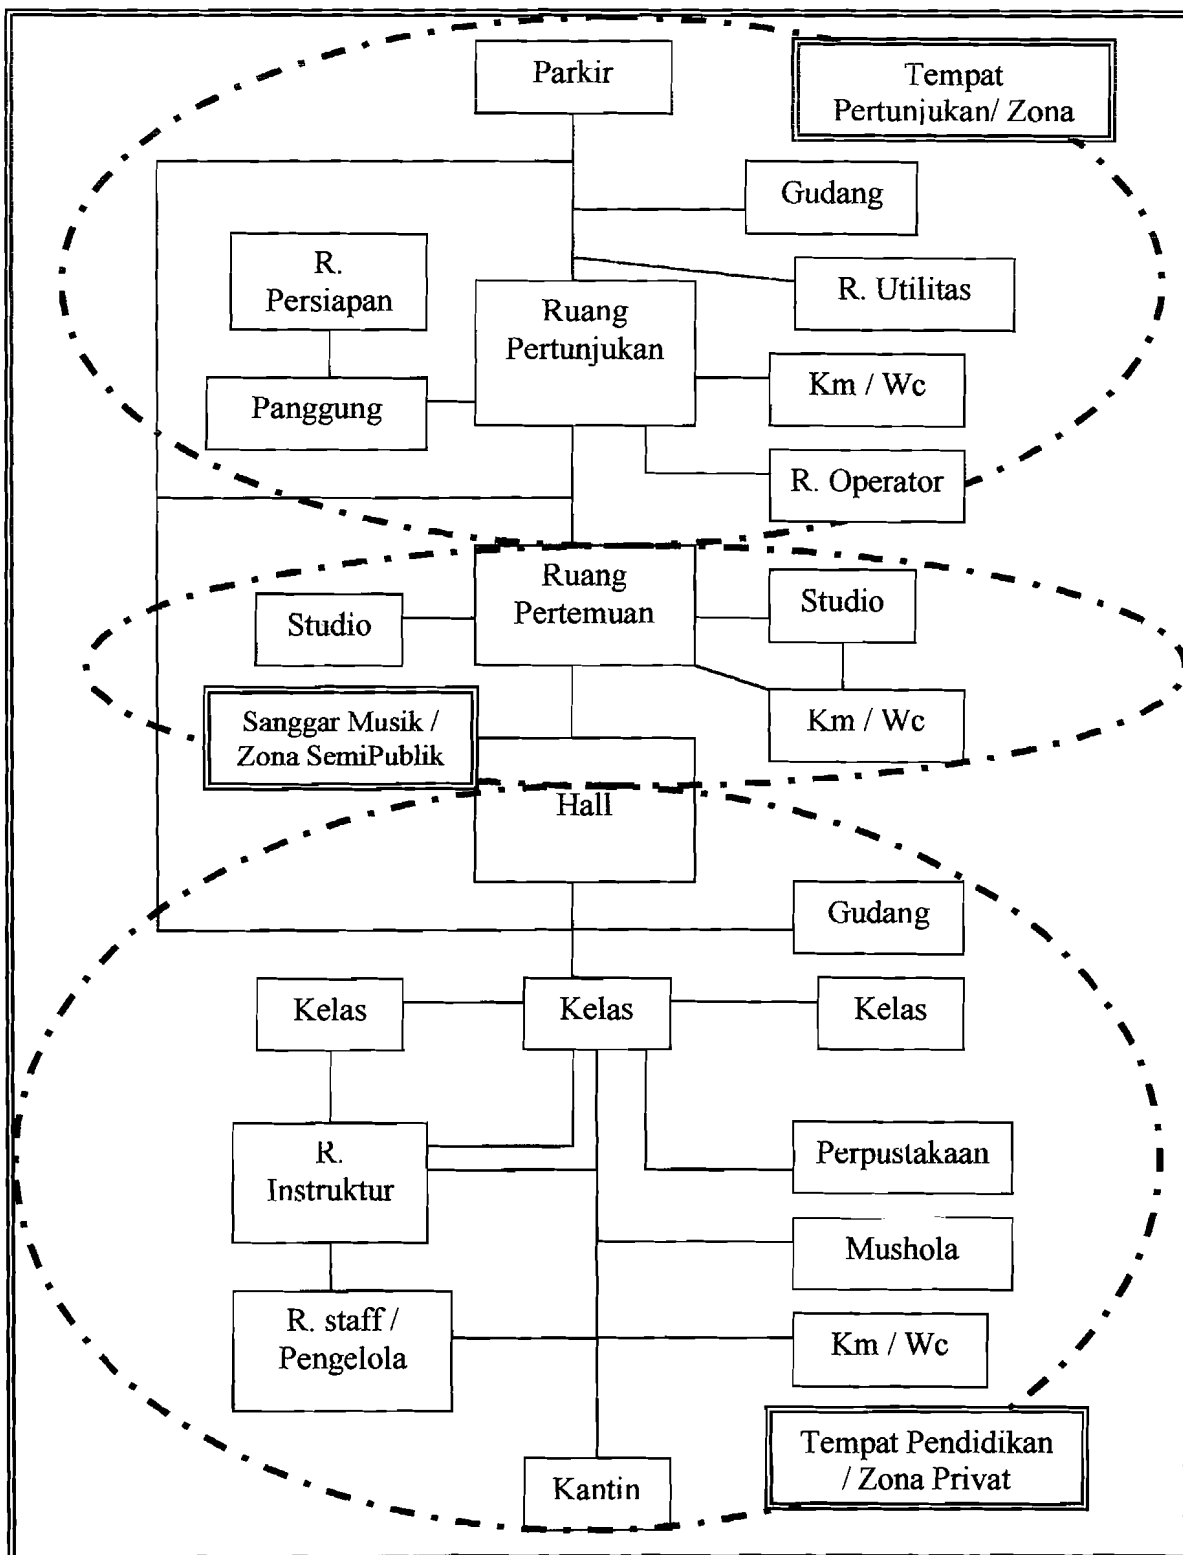 Parkir
Tempat
Pertunjukan/ Zona
Gudang
R.
Persiapan
R. Utilitas
Ruang
Pertunjukan
Km / Wc
Panggung
R. Operator
Ruang
Pertemuan
Studio
Studio
Sanggar Musik /
Zona SemiPublik
Km / Wc
Hall
Gudang
Kelas
Kelas
Kelas
R.
Instruktur
Perpustakaan
Mushola
R. staff /
Pengelola
Km / Wc
Tempat Pendidikan
/ Zona Privat
Kantin